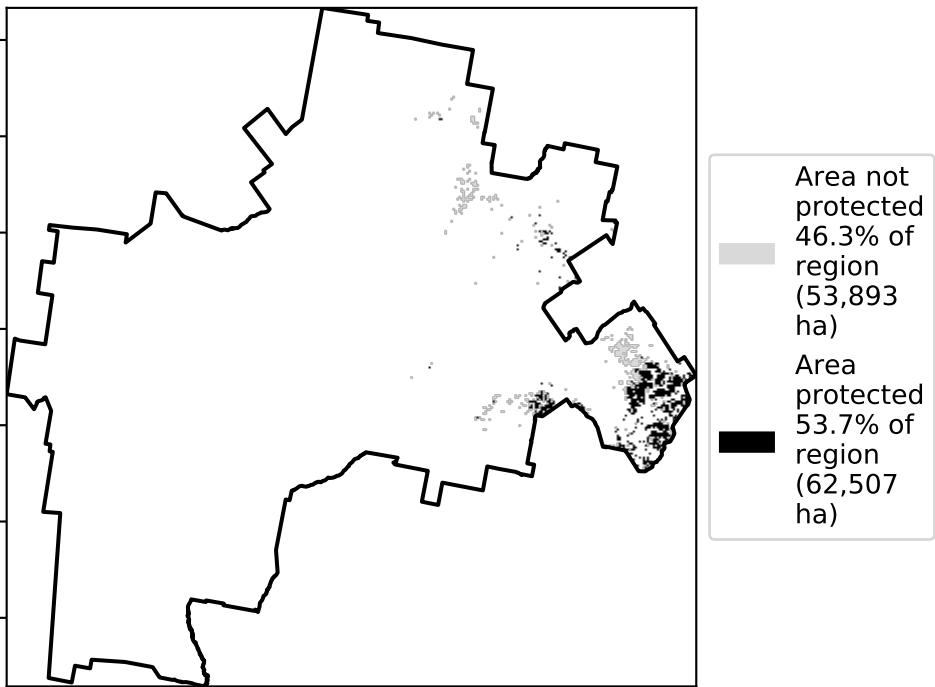 Area not
protected
46.3% of
region
(53,893
ha)
Area
protected
53.7% of
region
(62,507
ha)